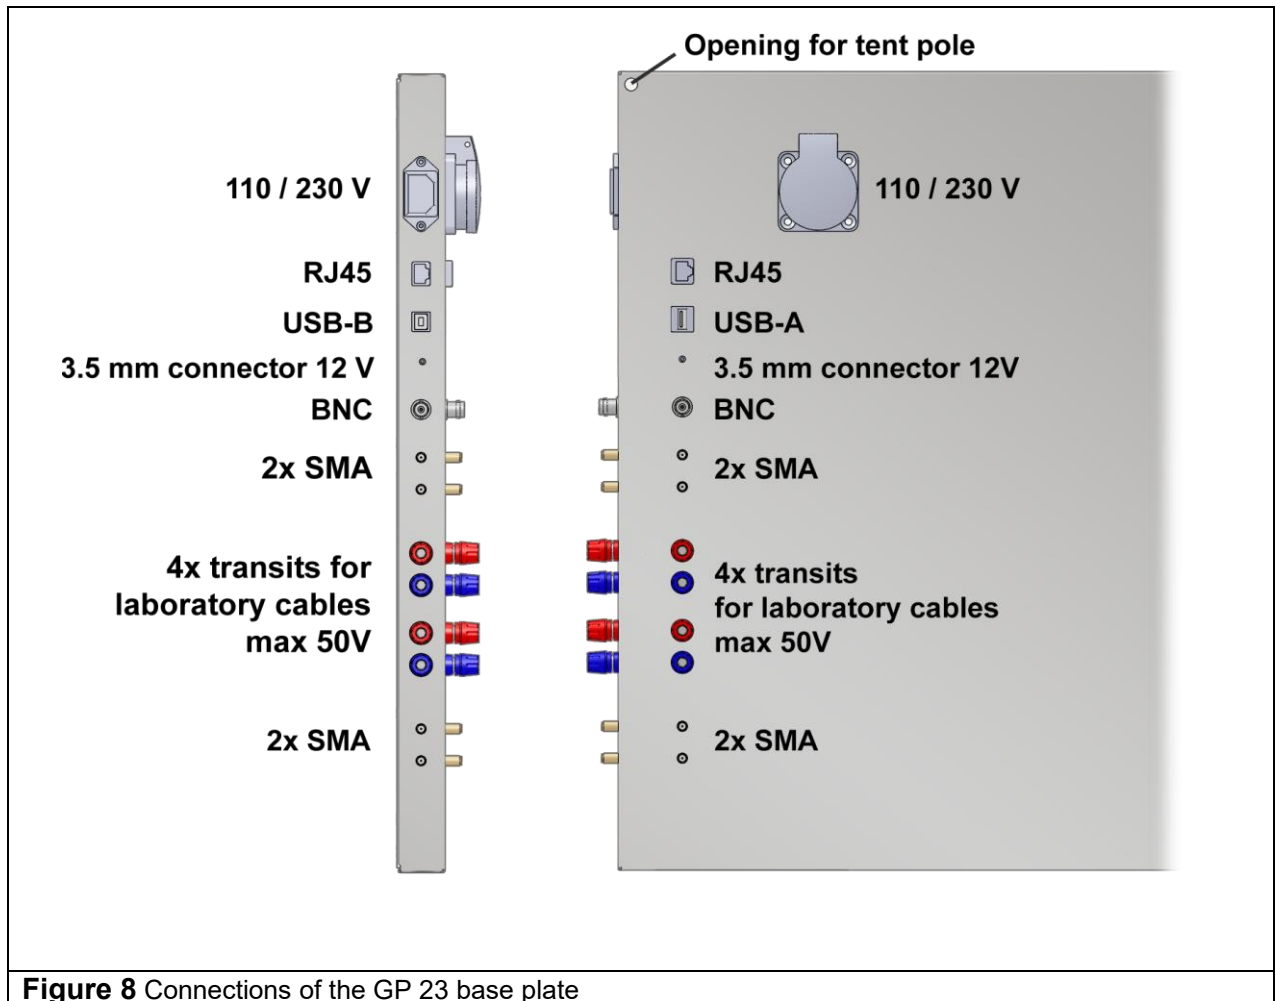 Opening for tent pole
110 / 230 V
RJ45
USB-B
3.5 mm connector 12 V
BNC
2x SMA
4x transits for
laboratory cables
max 50V
2x SMA
110 / 230 V
RJ45
USB-A
3.5 mm connector 12V
BNC
2x SMA
4x transits
for laboratory cables
max 50V
2x SMA
Figure 8 Connections of the GP 23 base plate